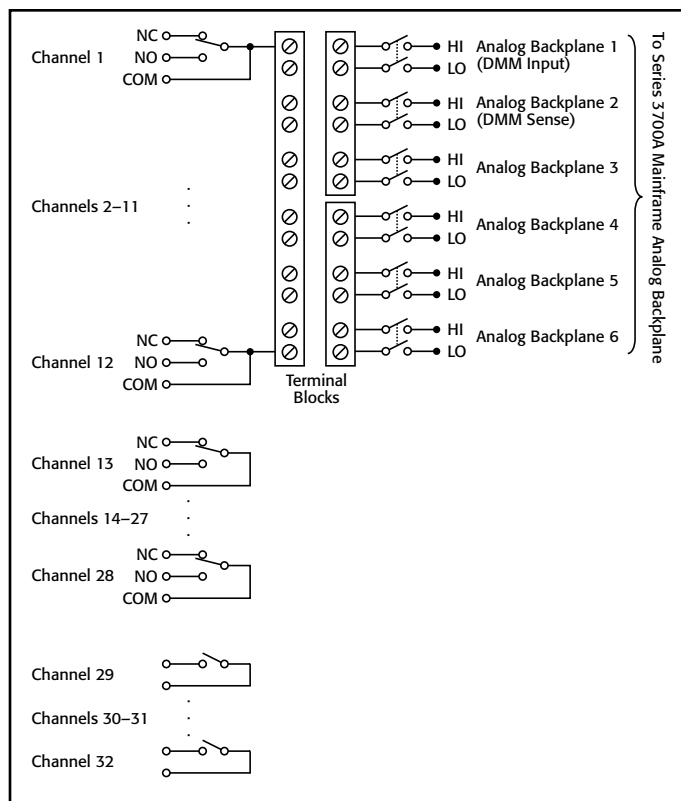 NC
Channel 1
NO
COM
Channels 2–11
NC
Channel 12
NO
COM
Terminal
Blocks
HI
LO
Analog Backplane 1
(DMM Input)
HI
LO
Analog Backplane 2
(DMM Sense)
HI
LO
Analog Backplane 3
HI
LO
Analog Backplane 4
HI
LO
Analog Backplane 5
HI
LO
Analog Backplane 6
To Series 3700A Mainframe Analog Backplane
NC
Channel 13
NO
COM
Channels 14–27
NC
Channel 28
NO
COM
Channel 29
Channels 30–31
Channel 32